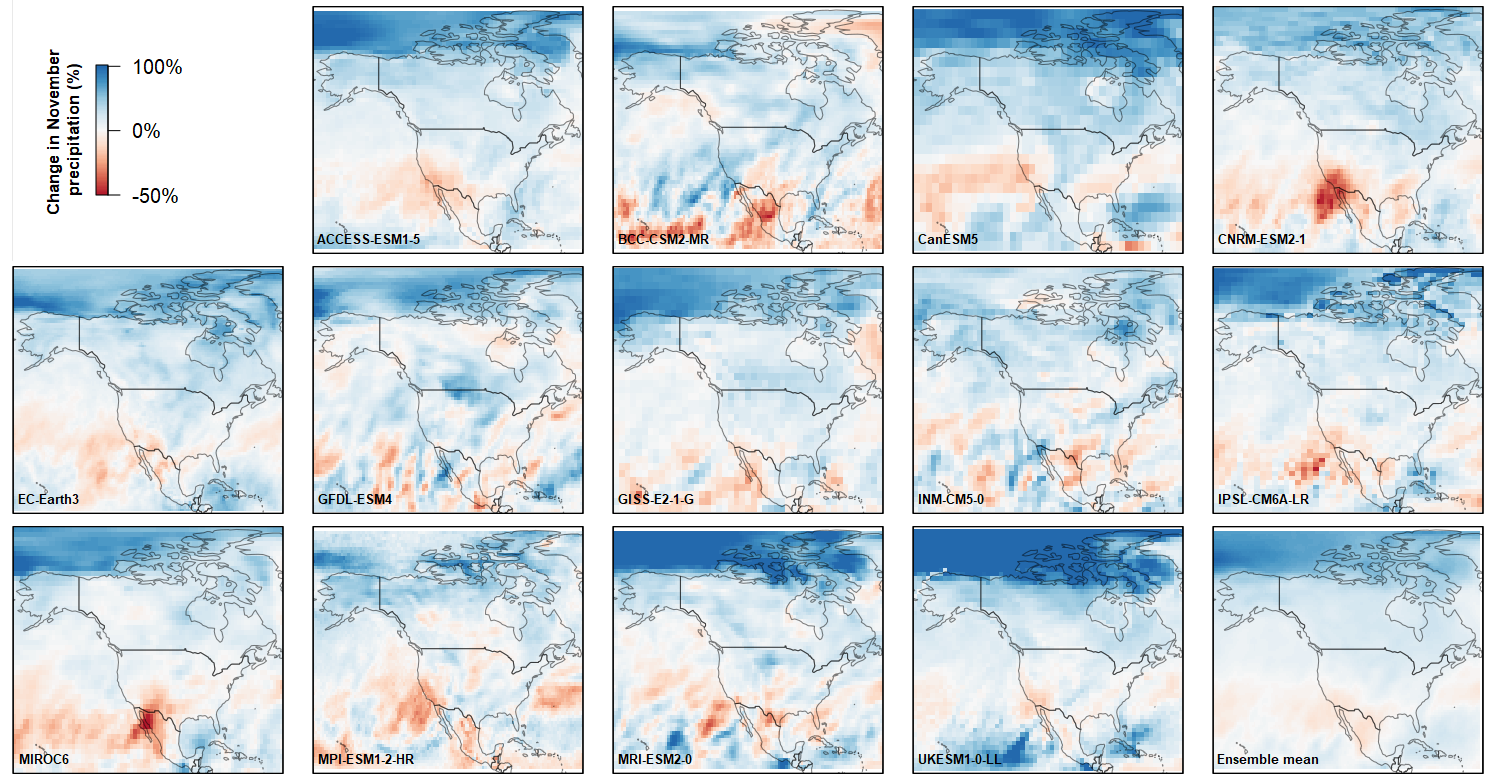 Change in November
precipitation (%)
100%
0%
-50%
ACCESS-ESM1-5
BCC-CSM2-MR
CanESM5
CNRM-ESM2-1
EC-Earth3
GFDL-ESM4
GISS-E2-1-G
INM-CM5-0
IPSL-CM6A-LR
MIROC6
MPI-ESM1-2-HR
MRI-ESM2-0
UKESM1-0-LL
Ensemble mean